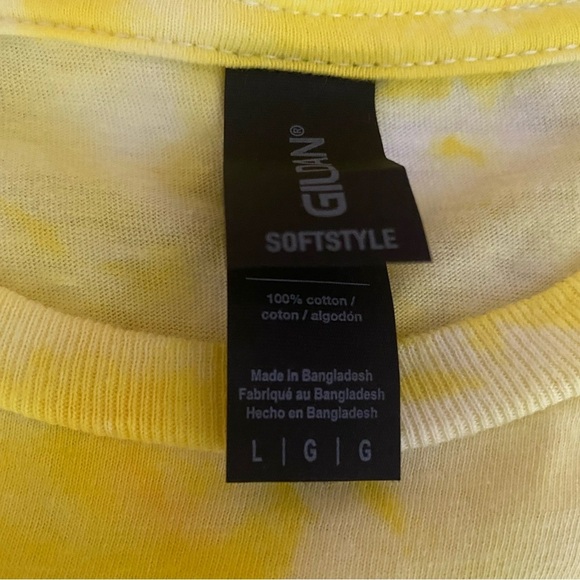 GILDAN®
SOFTSTYLE
100% cotton /
coton / algodón
Made in Bangladesh
Fabriqué au Bangladesh
Hecho en Bangladesh
L | G | G